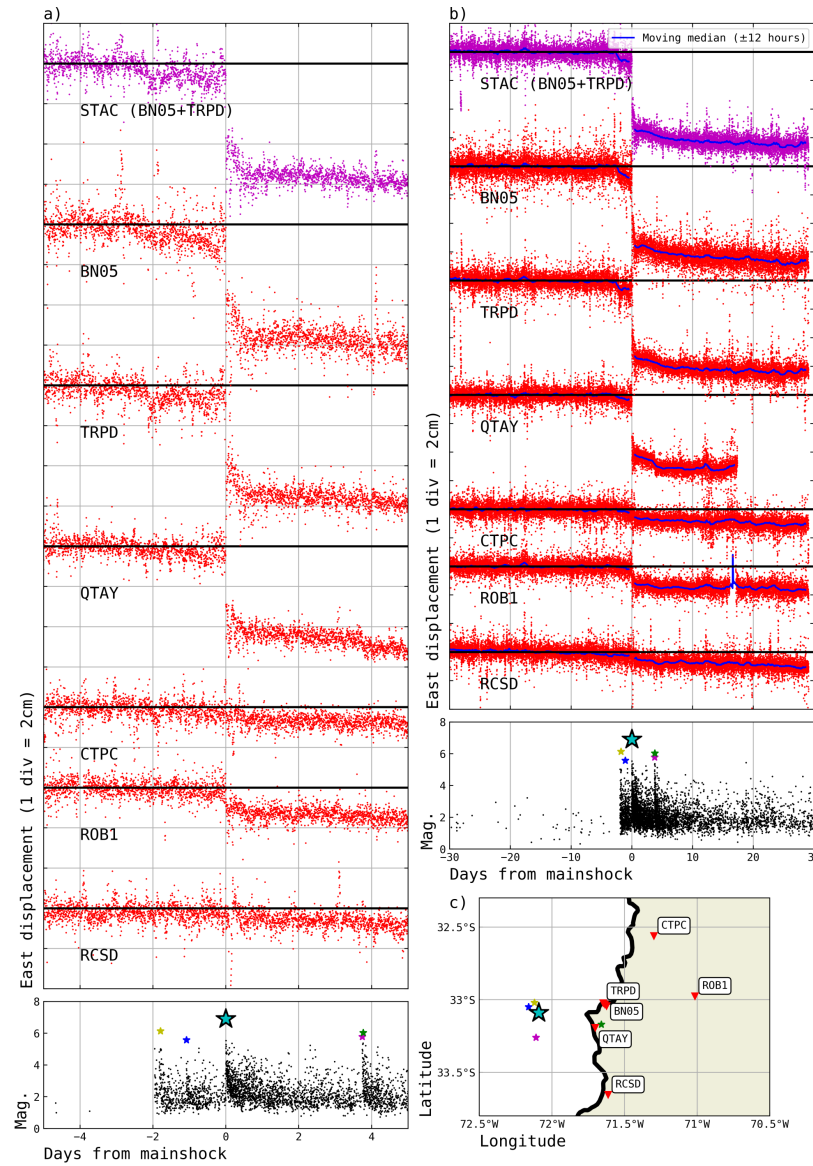 a)
STAC (BN05+TRPD)
BN05
TRPD
QTAY
CTPC
ROB1
RCSD
East displacement (1 div = 2cm)
8
6
4
2
0
Mag.
−4
−2
0
2
4
Days from mainshock
b)
Moving median (±12 hours)
STAC (BN05+TRPD)
BN05
TRPD
QTAY
CTPC
ROB1
RCSD
East displacement (1 div = 2cm)
8
6
4
2
0
Mag.
−30
−20
−10
0
10
20
30
Days from mainshock
c)
32.5°S
33°S
33.5°S
Latitude
CTPC
ROB1
TRPD
BN05
QTAY
RCSD
72.5°W
72°W
71.5°W
71°W
70.5°W
Longitude